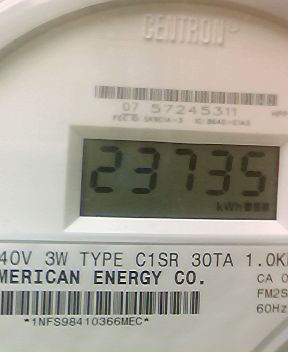 CENTRON
07 57245311
23735
kWh
40V 3W TYPE C1SR 30TA 1.0K
MERICAN ENERGY CO.
CA 0
FM2S
60Hz
*1NFS98410366MEC*